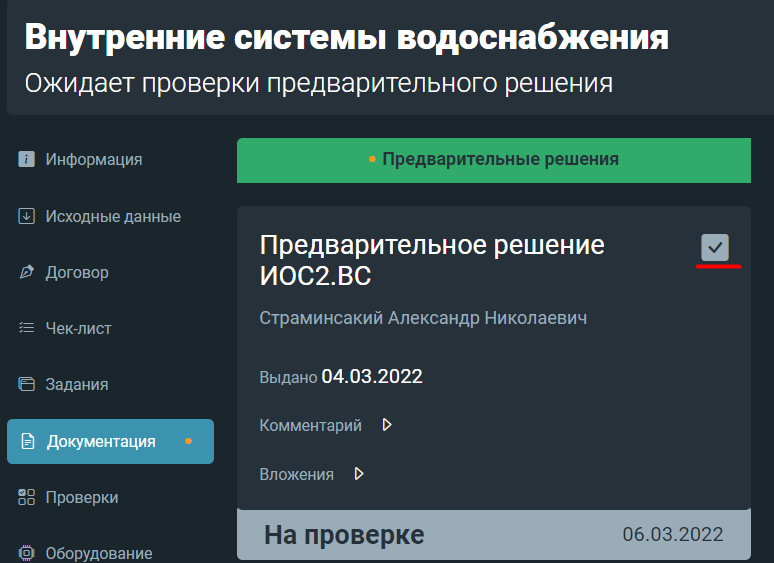 Внутренние системы водоснабжения
Ожидает проверки предварительного решения
Информация
Исходные данные
Договор
Чек-лист
Задания
Документация
Проверки
Оборудование
Предварительные решения
Предварительное решение
ИОС2.ВС
Страминсакий Александр Николаевич
Выдано 04.03.2022
Комментарий
Вложения
На проверке 06.03.2022